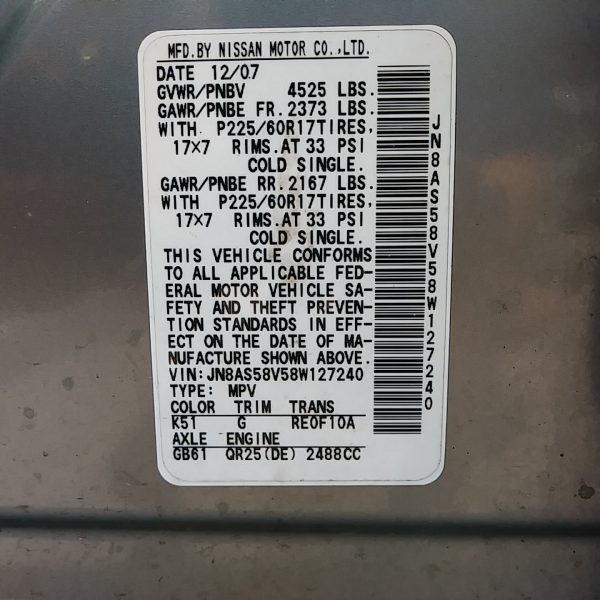 MFD.BY NISSAN MOTOR CO.,LTD.
DATE 12/07
GVWR/PNBV 4525 LBS.
GAWR/PNBE FR.2373 LBS.
WITH P225/60R17TIRES,
17×7 RIMS.AT 33 PSI
COLD SINGLE.
GAWR/PNBE RR.2167 LBS.
WITH P225/60R17TIRES,
17×7 RIMS.AT 33 PSI
COLD SINGLE.
THIS VEHICLE CONFORMS
TO ALL APPLICABLE FED-
ERAL MOTOR VEHICLE SA-
FETY AND THEFT PREVEN-
TION STANDARDS IN EFF-
ECT ON THE DATE OF MA-
NUFACTURE SHOWN ABOVE.
VIN:JN8AS58V58W127240
TYPE: MPV
COLOR TRIM TRANS
K51 G RE0F10A
AXLE ENGINE
GB61 QR25(DE) 2488CC
JN8AS58V58W127240